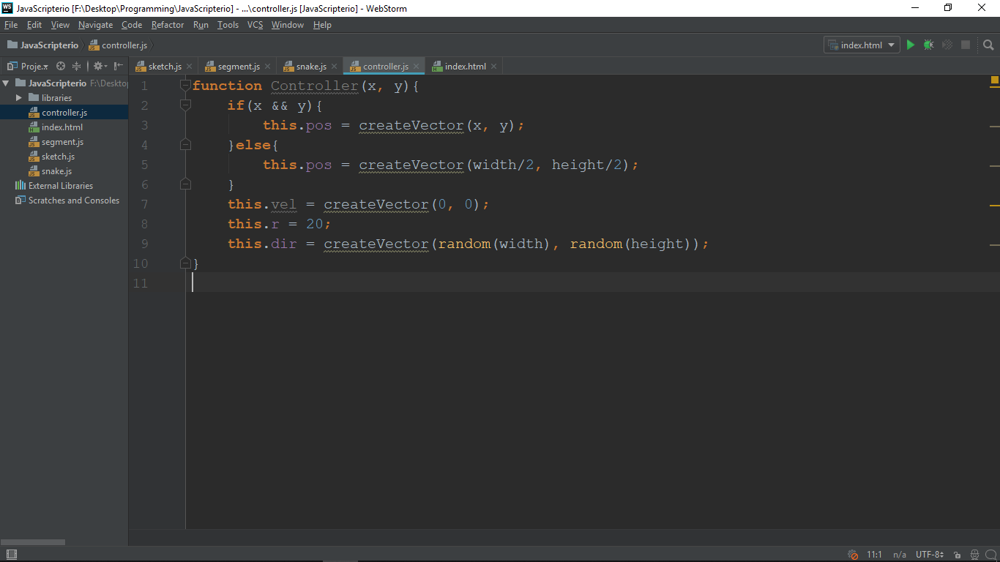 JavaScripterio [F:\Desktop\Programming\JavaScripterio] - ...\controller.js [JavaScripterio] - WebStorm
File Edit View Navigate Code Refactor Run Tools VCS Window Help
JavaScripterio controller.js index.html
Proje.. sketch.js segment.js snake.js controller.js index.html
JavaScripterio F:\Deskto
libraries
controller.js
index.html
segment.js
sketch.js
snake.js
External Libraries
Scratches and Consoles
1 function Controller(x, y){
2 if(x && y){
3 this.pos = createVector(x, y);
4 }else{
5 this.pos = createVector(width/2, height/2);
6 }
7 this.vel = createVector(0, 0);
8 this.r = 20;
9 this.dir = createVector(random(width), random(height));
10 }
11
11:1 n/a UTF-8